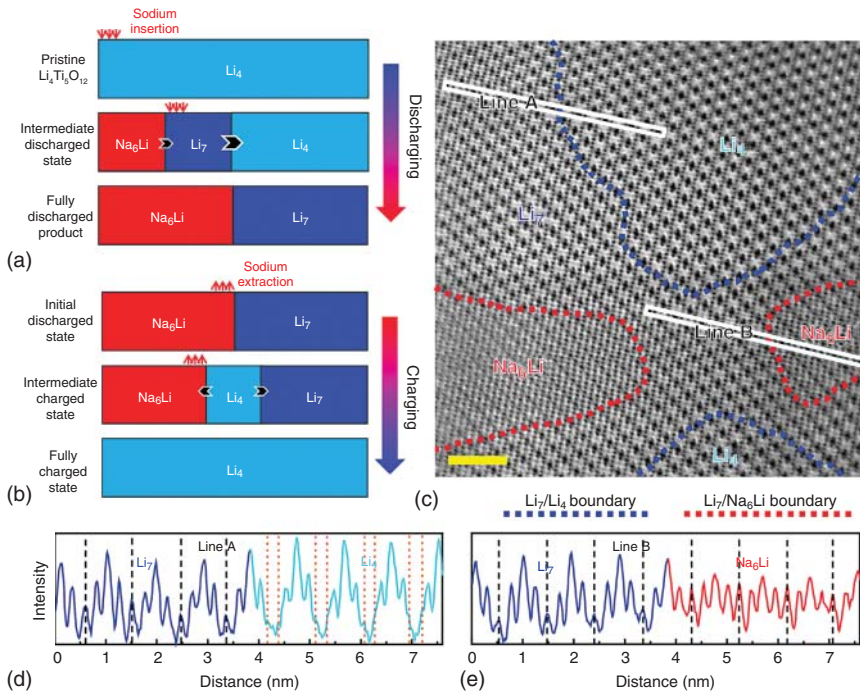 Sodium
insertion
Pristine
Li₄Ti₅O₁₂
Li₄
Intermediate
discharged
state
Na₆Li
Li₇
Li₄
Fully
discharged
product
Na₆Li
Li₇
Discharging
(a)
Sodium
extraction
Initial
discharged
state
Na₆Li
Li₇
Intermediate
charged
state
Na₆Li
Li₄
Li₇
Fully
charged
state
Li₄
Charging
(b)
Line A
Li₄
Li₇
Line B
Na₆Li
Na₆Li
Li₄
(c)
Li₇/Li₄ boundary
Li₇/Na₆Li boundary
Intensity
Li₇
Line A
Li₄
0 1 2 3 4 5 6 7
Distance (nm)
(d)
Li₇
Line B
Na₆Li
0 1 2 3 4 5 6 7
Distance (nm)
(e)